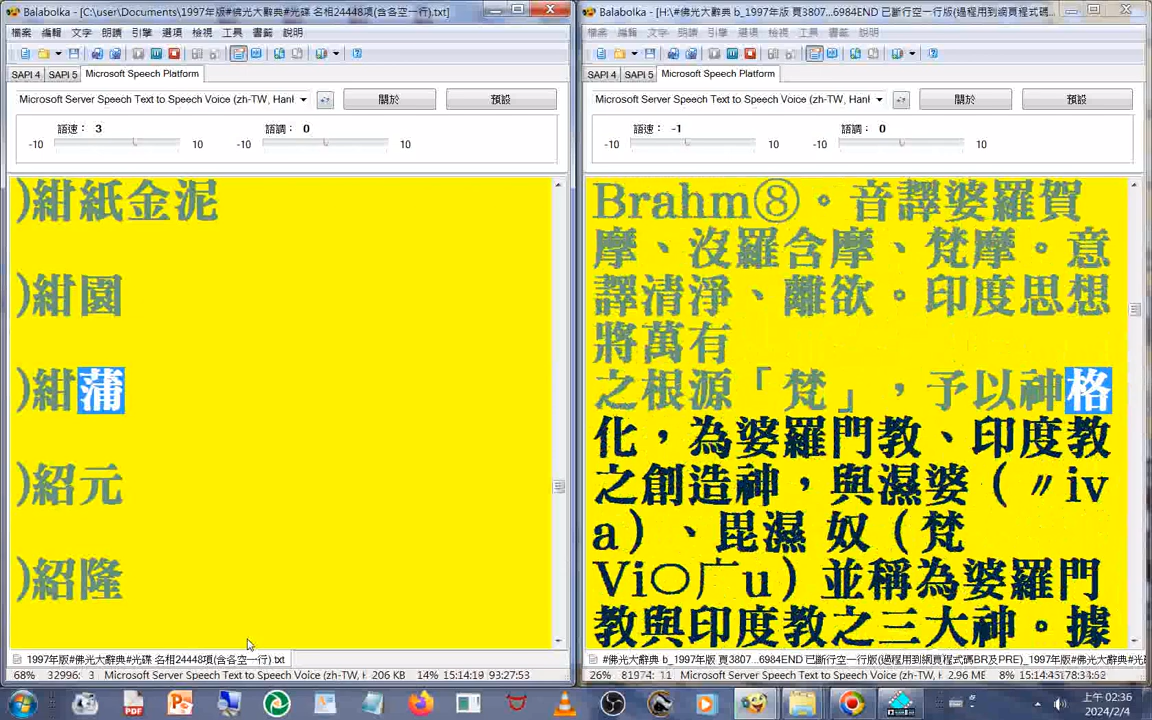 Balabolka - [C:\user\Documents\1997年版#佛光大辭典#光碟 名相24448項(含各空一行).txt]
檔案 編輯 文字 朗讀 引擎 選項 檢視 工具 書籤 說明
SAPI 4 SAPI 5 Microsoft Speech Platform
Microsoft Server Speech Text to Speech Voice (zh-TW, Hanl
關於 預設
語速： 3 語調： 0
-10 10 -10 10
)紺紙金泥
)紺園
)紺蒲
)紹元
)紹隆
1997年版#佛光大辭典#光碟 名相24448項(含各空一行).txt
68% 32996: 3 Microsoft Server Speech Text to Speech Voice (zh-TW, H 206 KB 14% 15:14:19 93:27:53
Balabolka - [H:\#佛光大辭典 b_1997年版 頁3807...6984END 已斷行空一行版(過程用到網頁程式碼
檔案 編輯 文字 朗讀 引擎 選項 檢視 工具 書籤 說明
SAPI 4 SAPI 5 Microsoft Speech Platform
Microsoft Server Speech Text to Speech Voice (zh-TW, Hanl
關於 預設
語速： -1 語調： 0
-10 10 -10 10
Brahm⑧。音譯婆羅賀
摩、沒羅含摩、梵摩。意
譯清淨、離欲。印度思想
將萬有
之根源「梵」，予以神格
化，為婆羅門教、印度教
之創造神，與濕婆（〃iv
a）、毘濕 奴（梵
Vi○广u）並稱為婆羅門
教與印度教之三大神。據
#佛光大辭典 b_1997年版 頁3807...6984END 已斷行空一行版(過程用到網頁程式碼BR及PRE)_1997年版#佛光大辭典#光
26% 81974: 11 Microsoft Server Speech Text to Speech Voice (zh-TW, H 2.96 ME 8%
上午 02:36
2024/2/4